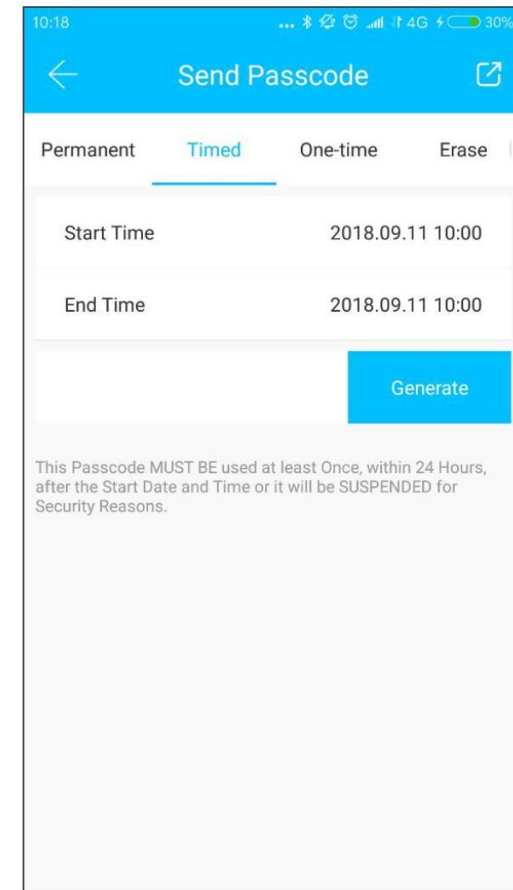 10:18 ... 4G 30%
Send Passcode
Permanent Timed One-time Erase
Start Time 2018.09.11 10:00
End Time 2018.09.11 10:00
Generate
This Passcode MUST BE used at least Once, within 24 Hours,
after the Start Date and Time or it will be SUSPENDED for
Security Reasons.